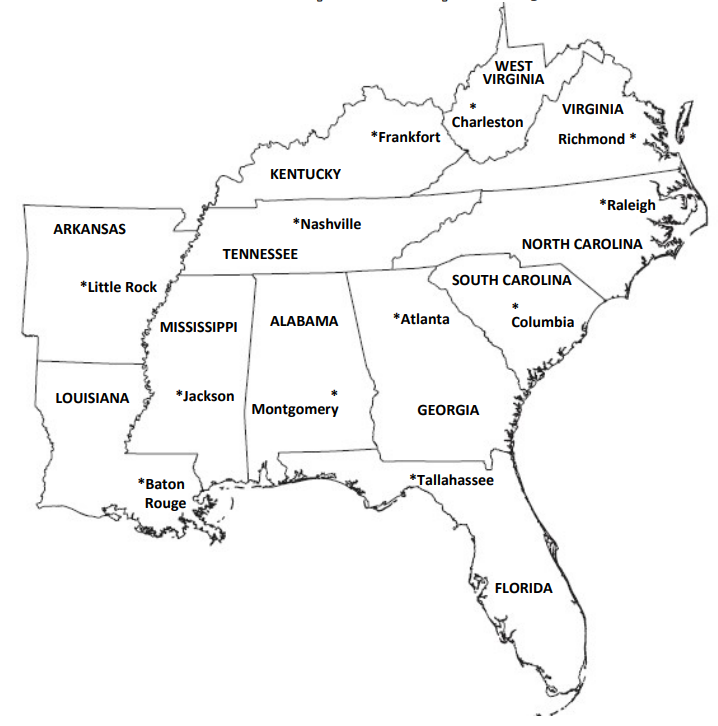 WEST
VIRGINIA
*
Charleston
VIRGINIA
Richmond *
*Frankfort
KENTUCKY
*Raleigh
*Nashville
ARKANSAS
NORTH CAROLINA
TENNESSEE
SOUTH CAROLINA
*Little Rock
*
Columbia
*Atlanta
ALABAMA
MISSISSIPPI
LOUISIANA
*Jackson
*
Montgomery
GEORGIA
*Tallahassee
*Baton
Rouge
FLORIDA